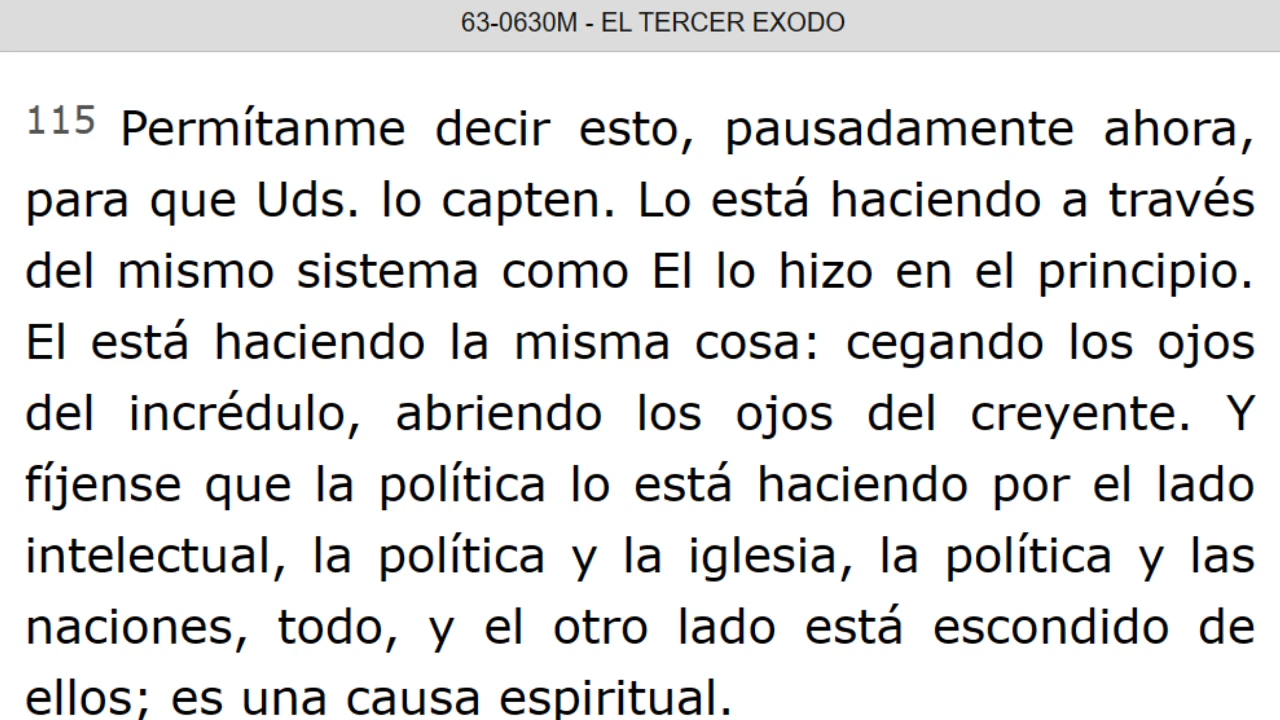 63-0630M - EL TERCER EXODO
115 Permítanme decir esto, pausadamente ahora,
para que Uds. lo capten. Lo está haciendo a través
del mismo sistema como El lo hizo en el principio.
El está haciendo la misma cosa: cegando los ojos
del incrédulo, abriendo los ojos del creyente. Y
fíjense que la política lo está haciendo por el lado
intelectual, la política y la iglesia, la política y las
naciones, todo, y el otro lado está escondido de
ellos; es una causa espiritual.